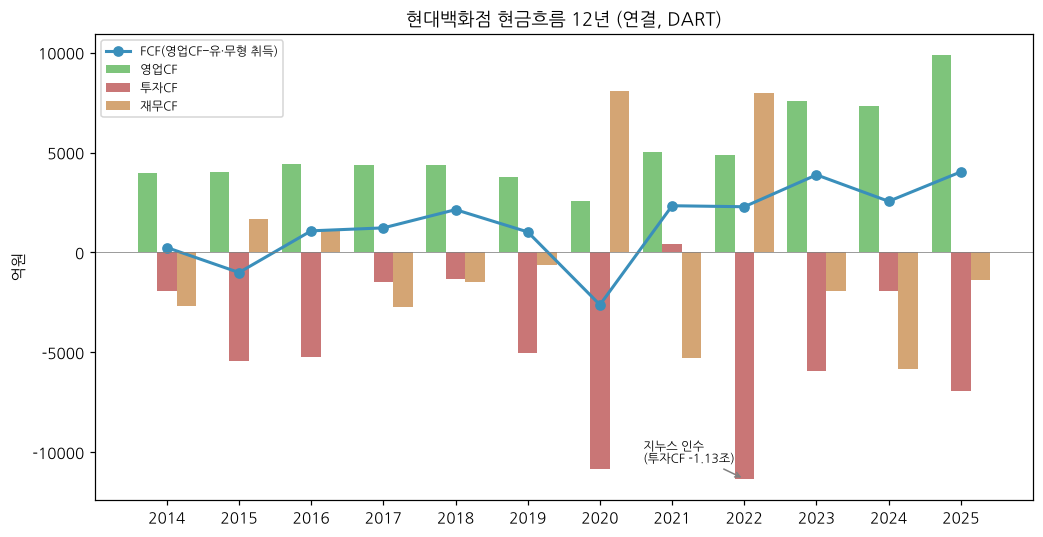 현대백화점 현금흐름 12년 (연결, DART)
FCF(영업CF−유·무형 취득)
영업CF
투자CF
재무CF
10000
5000
0
-5000
-10000
억원
지누스 인수
(투자CF -1.13조)
2014 2015 2016 2017 2018 2019 2020 2021 2022 2023 2024 2025